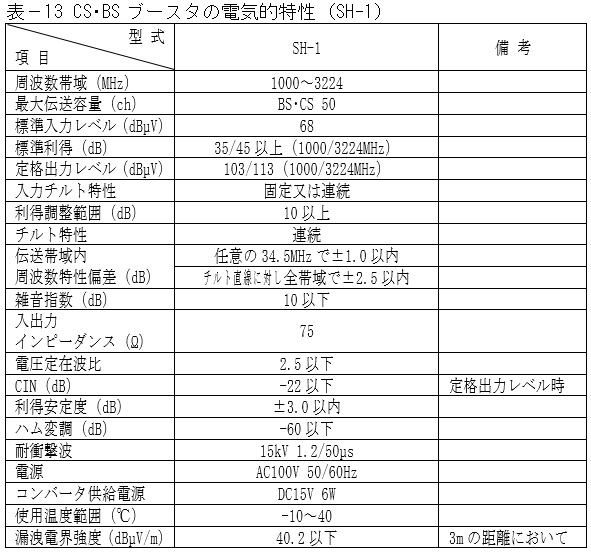 表－13 CS･BS ブースタの電気的特性（SH-1）
型 式
項 目
SH-1
備 考
周波数帯域（MHz）
1000～3224
最大伝送容量（ch）
BS･CS 50
標準入力レベル（dBμV）
68
標準利得（dB）
35/45 以上（1000/3224MHz）
定格出力レベル（dBμV）
103/113（1000/3224MHz）
入力チルト特性
固定又は連続
利得調整範囲（dB）
10 以上
チルト特性
連続
伝送帯域内
周波数特性偏差（dB）
任意の 34.5MHz で±1.0 以内
チルト直線に対し全帯域で±2.5 以内
雑音指数（dB）
10 以下
入出力
インピーダンス（Ω）
75
電圧定在波比
2.5 以下
CIN（dB）
-22 以下
定格出力レベル時
利得安定度（dB）
±3.0 以内
ハム変調（dB）
-60 以下
耐衝撃波
15kV 1.2/50μs
電源
AC100V 50/60Hz
コンバータ供給電源
DC15V 6W
使用温度範囲（℃）
-10～40
漏洩電界強度（dBμV/m）
40.2 以下
3m の距離において